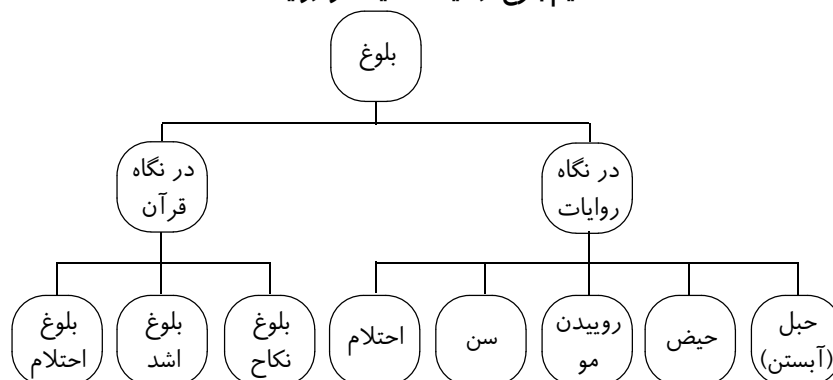 بلوغ
در نگاه
روایات
در نگاه
قرآن
حبل
(آبستن)
حیض
روییدن
مو
سن
احتلام
بلوغ
نکاح
بلوغ
اشد
بلوغ
احتلام